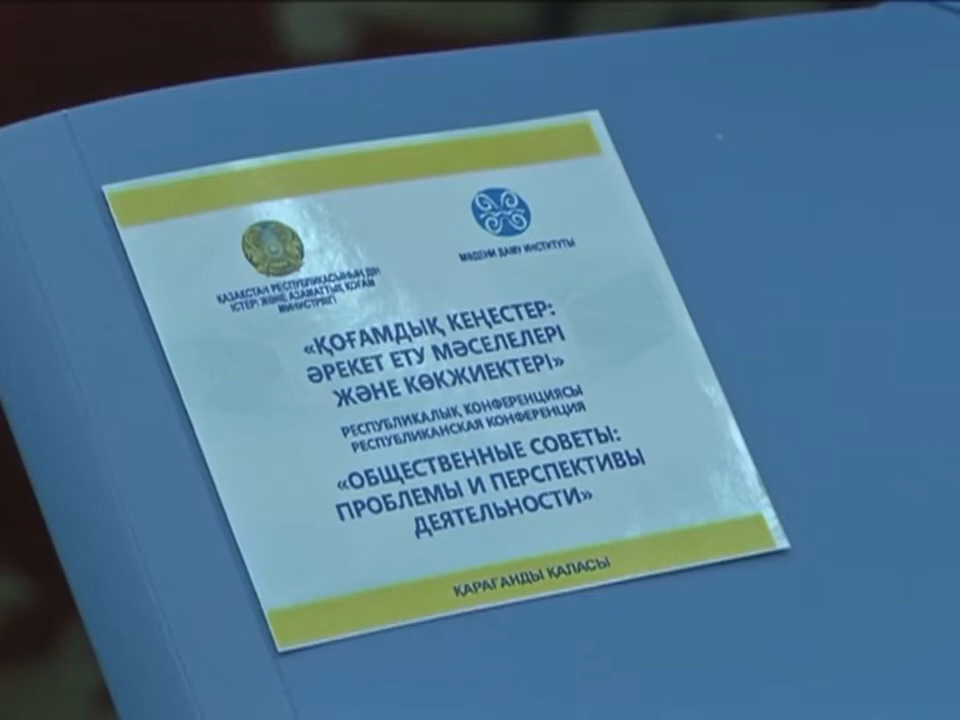 ҚАЗАҚСТАН РЕСПУБЛИКАСЫНЫҢ ДІН
ІСТЕРІ ЖӘНЕ АЗАМАТТЫҚ ҚОҒАМ
МИНИСТРЛІГІ
МӘДЕНИ ДАМУ ИНСТИТУТЫ
«ҚОҒАМДЫҚ КЕҢЕСТЕР:
ӘРЕКЕТ ЕТУ МӘСЕЛЕЛЕРІ
ЖӘНЕ КӨКЖИЕКТЕРІ»
РЕСПУБЛИКАЛЫҚ КОНФЕРЕНЦИЯСЫ
РЕСПУБЛИКАНСКАЯ КОНФЕРЕНЦИЯ
«ОБЩЕСТВЕННЫЕ СОВЕТЫ:
ПРОБЛЕМЫ И ПЕРСПЕКТИВЫ
ДЕЯТЕЛЬНОСТИ»
ҚАРАҒАНДЫ ҚАЛАСЫ